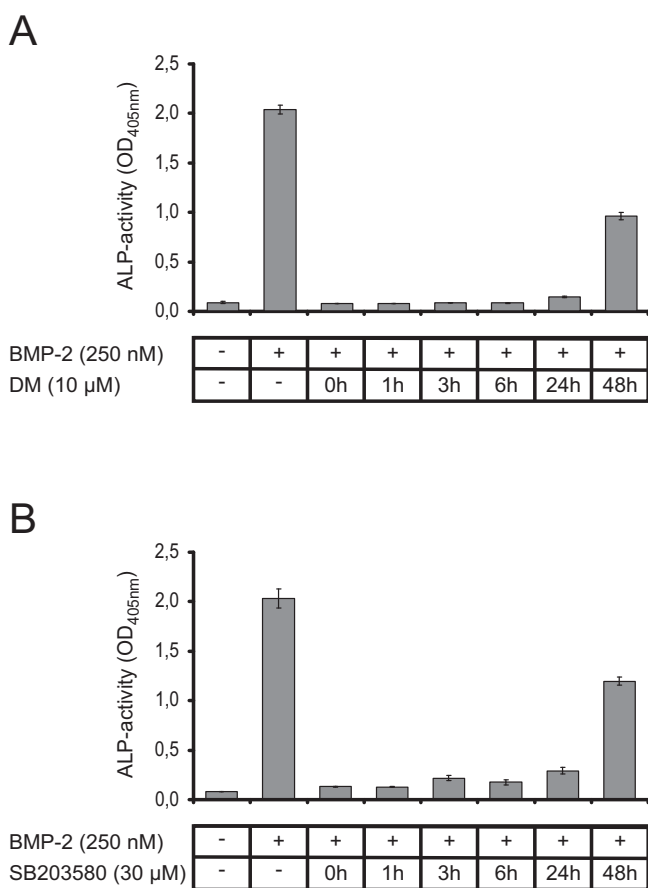 A
ALP-activity (OD405nm)
2,5
2,0
1,5
1,0
0,5
0,0
BMP-2 (250 nM) - + + + + + + +
DM (10 µM) - - 0h 1h 3h 6h 24h 48h
B
ALP-activity (OD405nm)
2,5
2,0
1,5
1,0
0,5
0,0
BMP-2 (250 nM) - + + + + + + +
SB203580 (30 µM) - - 0h 1h 3h 6h 24h 48h